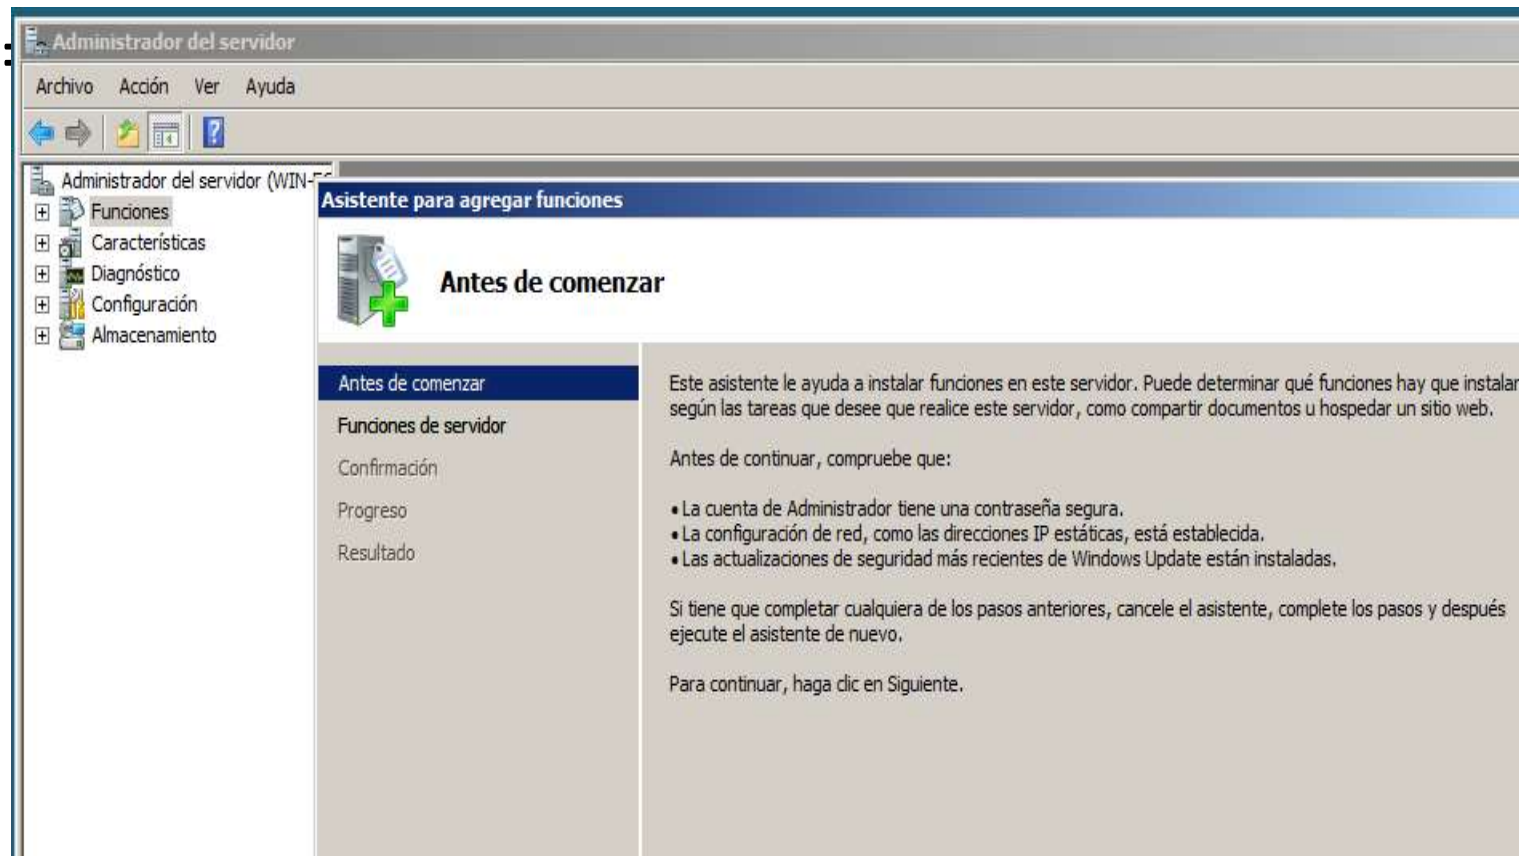 Administrador del servidor
Archivo Acción Ver Ayuda
Administrador del servidor (WIN-
Funciones
Características
Diagnóstico
Configuración
Almacenamiento
Asistente para agregar funciones
Antes de comenzar
Antes de comenzar
Funciones de servidor
Confirmación
Progreso
Resultado
Este asistente le ayuda a instalar funciones en este servidor. Puede determinar qué funciones hay que instalar
según las tareas que desee que realice este servidor, como compartir documentos u hospedar un sitio web.
Antes de continuar, compruebe que:
• La cuenta de Administrador tiene una contraseña segura.
• La configuración de red, como las direcciones IP estáticas, está establecida.
• Las actualizaciones de seguridad más recientes de Windows Update están instaladas.
Si tiene que completar cualquiera de los pasos anteriores, cancele el asistente, complete los pasos y después
ejecute el asistente de nuevo.
Para continuar, haga clic en Siguiente.